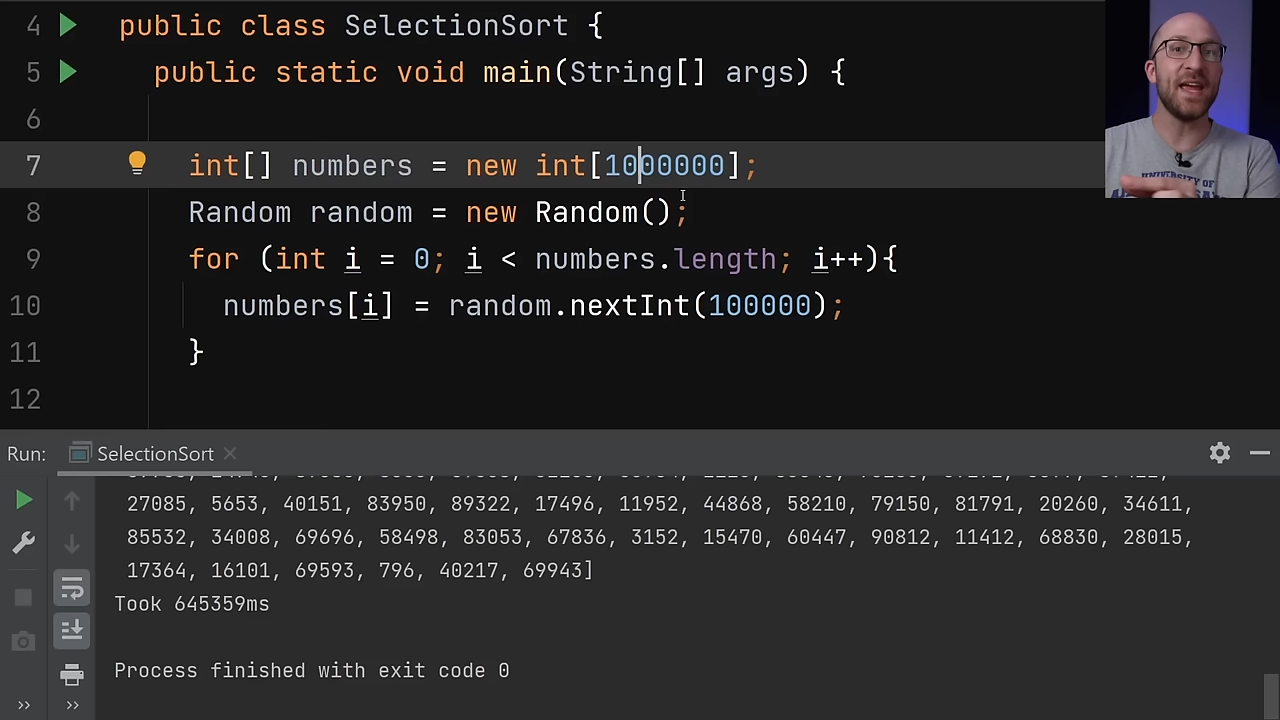 4 public class SelectionSort {
5 public static void main(String[] args) {
6
7 int[] numbers = new int[1000000];
8 Random random = new Random();
9 for (int i = 0; i < numbers.length; i++){
10 numbers[i] = random.nextInt(100000);
11 }
12
Run: SelectionSort
27085, 5653, 40151, 83950, 89322, 17496, 11952, 44868, 58210, 79150, 81791, 20260, 34611,
85532, 34008, 69696, 58498, 83053, 67836, 3152, 15470, 60447, 90812, 11412, 68830, 28015,
17364, 16101, 69593, 796, 40217, 69943]
Took 645359ms
Process finished with exit code 0
UNIVERSITY OF